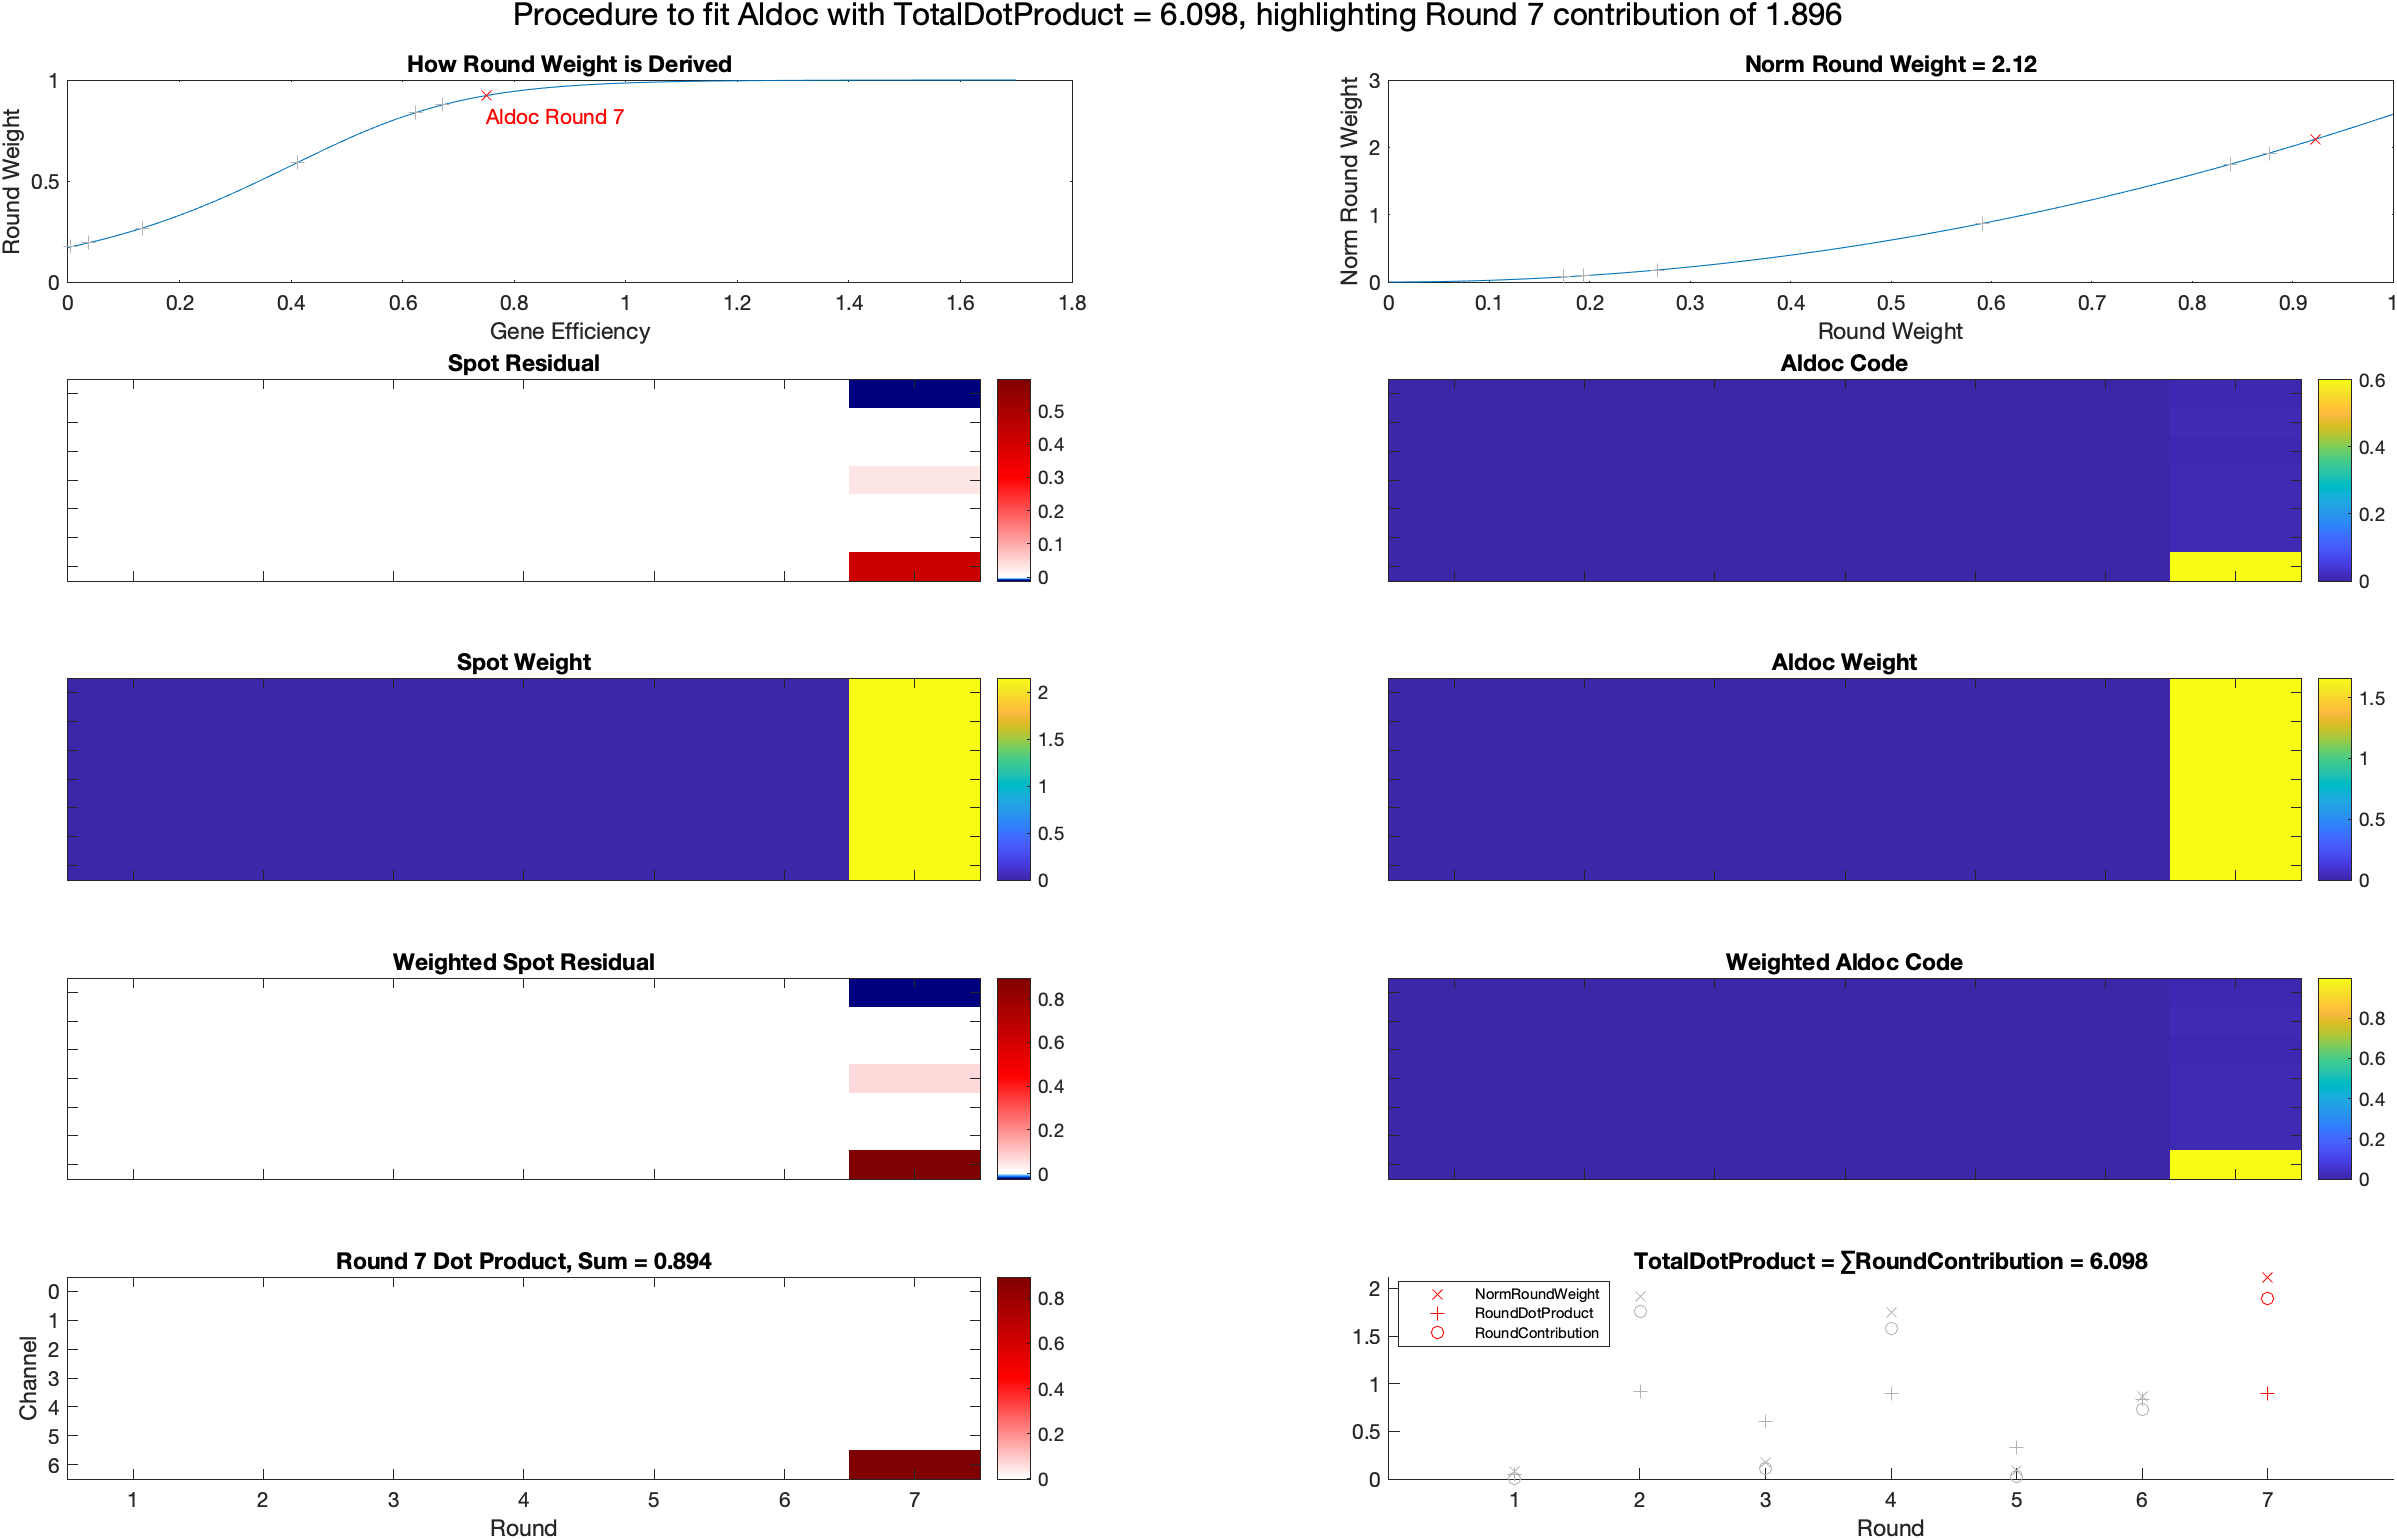 Procedure to fit Aldoc with TotalDotProduct = 6.098, highlighting Round 7 contribution of 1.896
How Round Weight is Derived
Round Weight
1
0.5
0
Aldoc Round 7
0 0.2 0.4 0.6 0.8 1 1.2 1.4 1.6 1.8
Gene Efficiency
Norm Round Weight = 2.12
Norm Round Weight
3
2
1
0
0 0.1 0.2 0.3 0.4 0.5 0.6 0.7 0.8 0.9 1
Round Weight
Spot Residual
0.5
0.4
0.3
0.2
0.1
0
Aldoc Code
0.6
0.4
0.2
0
Spot Weight
2
1.5
1
0.5
0
Aldoc Weight
1.5
1
0.5
0
Weighted Spot Residual
0.8
0.6
0.4
0.2
0
Weighted Aldoc Code
0.8
0.6
0.4
0.2
0
Round 7 Dot Product, Sum = 0.894
Channel
0
1
2
3
4
5
6
1 2 3 4 5 6 7
Round
0.8
0.6
0.4
0.2
0
TotalDotProduct = ∑RoundContribution = 6.098
2
1.5
1
0.5
0
NormRoundWeight
RoundDotProduct
RoundContribution
1 2 3 4 5 6 7
Round